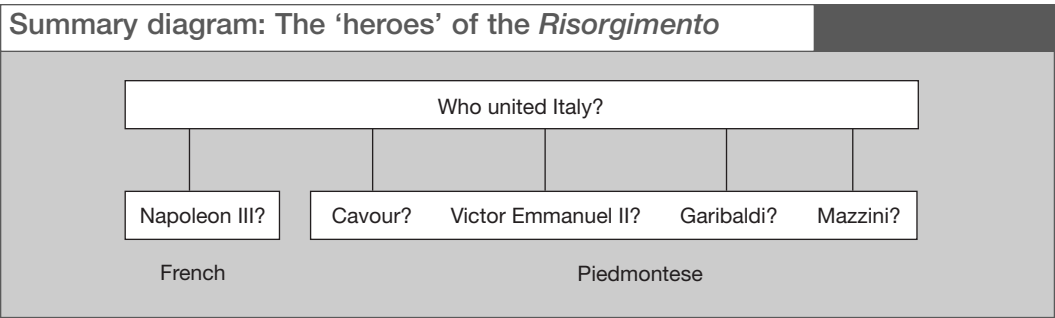 Summary diagram: The ‘heroes’ of the Risorgimento
Who united Italy?
Napoleon III?
Cavour?
Victor Emmanuel II?
Garibaldi?
Mazzini?
French
Piedmontese